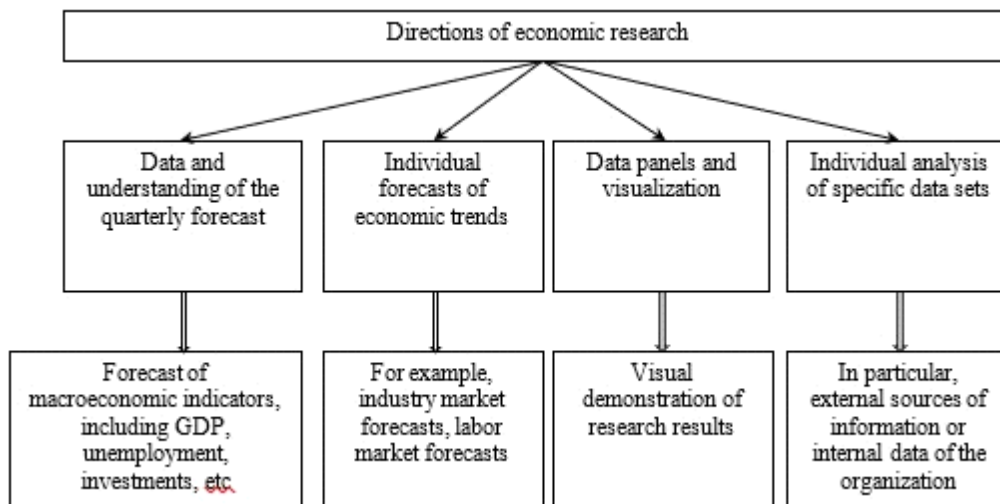 Directions of economic research
Data and
understanding of the
quarterly forecast
Individual
forecasts of
economic trends
Data panels and
visualization
Individual analysis
of specific data sets
Forecast of
macroeconomic indicators,
including GDP,
unemployment,
investments, etc
For example,
industry market
forecasts, labor
market forecasts
Visual
demonstration of
research results
In particular,
external sources of
information or
internal data of the
organization